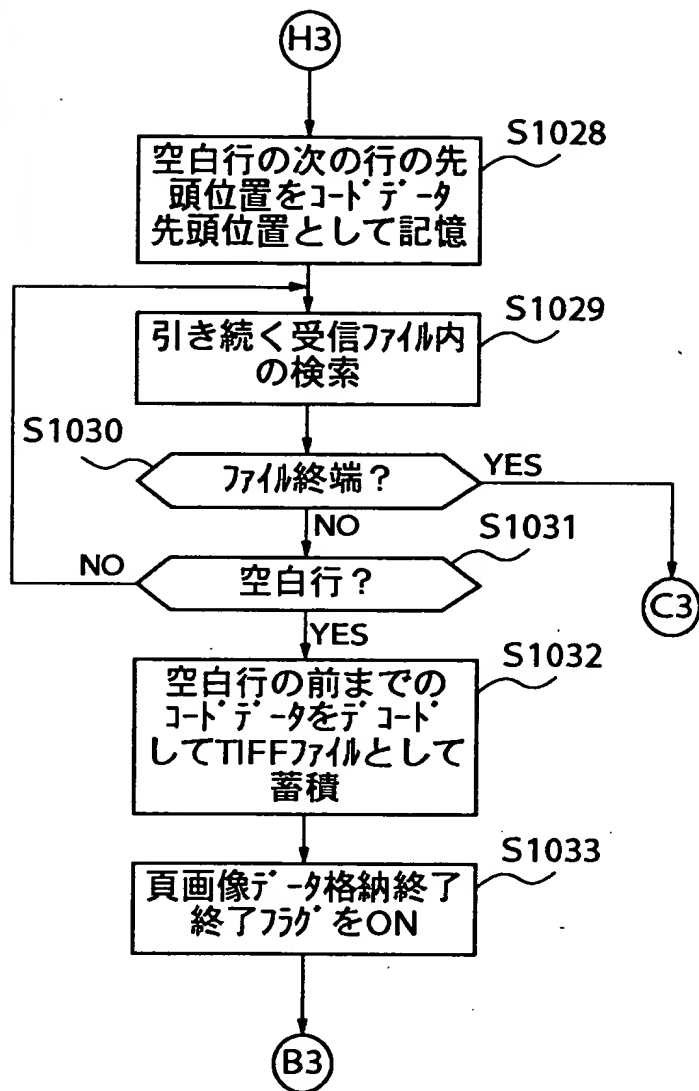 H3
S1028
空白行の次の行の先
頭位置をコードデータ
先頭位置として記憶
S1029
引き続く受信ファイル内
の検索
S1030
ファイル終端？
YES
NO
S1031
NO
空白行？
C3
YES
S1032
空白行の前までの
コードデータをデコード
してTIFFファイルとして
蓄積
S1033
頁画像データ格納終了
終了フラグをON
B3